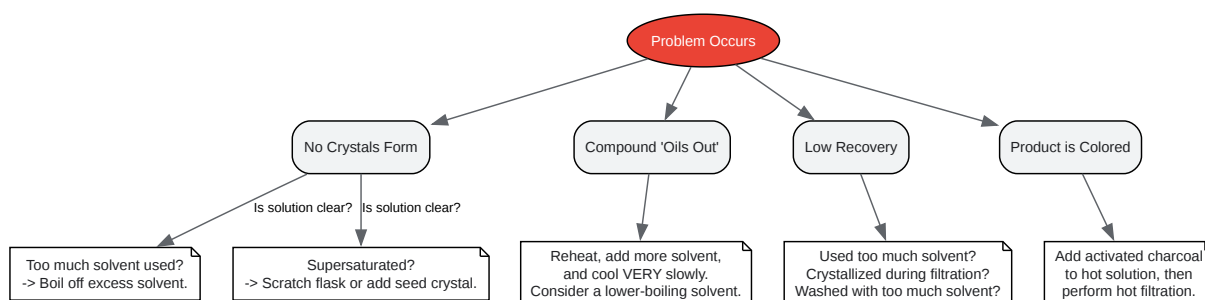 Problem Occurs
No Crystals Form
Compound 'Oils Out'
Low Recovery
Product is Colored
Is solution clear?
Is solution clear?
Too much solvent used?
-> Boil off excess solvent.
Supersaturated?
-> Scratch flask or add seed crystal.
Reheat, add more solvent,
and cool VERY slowly.
Consider a lower-boiling solvent.
Used too much solvent?
Crystallized during filtration?
Washed with too much solvent?
Add activated charcoal
to hot solution, then
perform hot filtration.